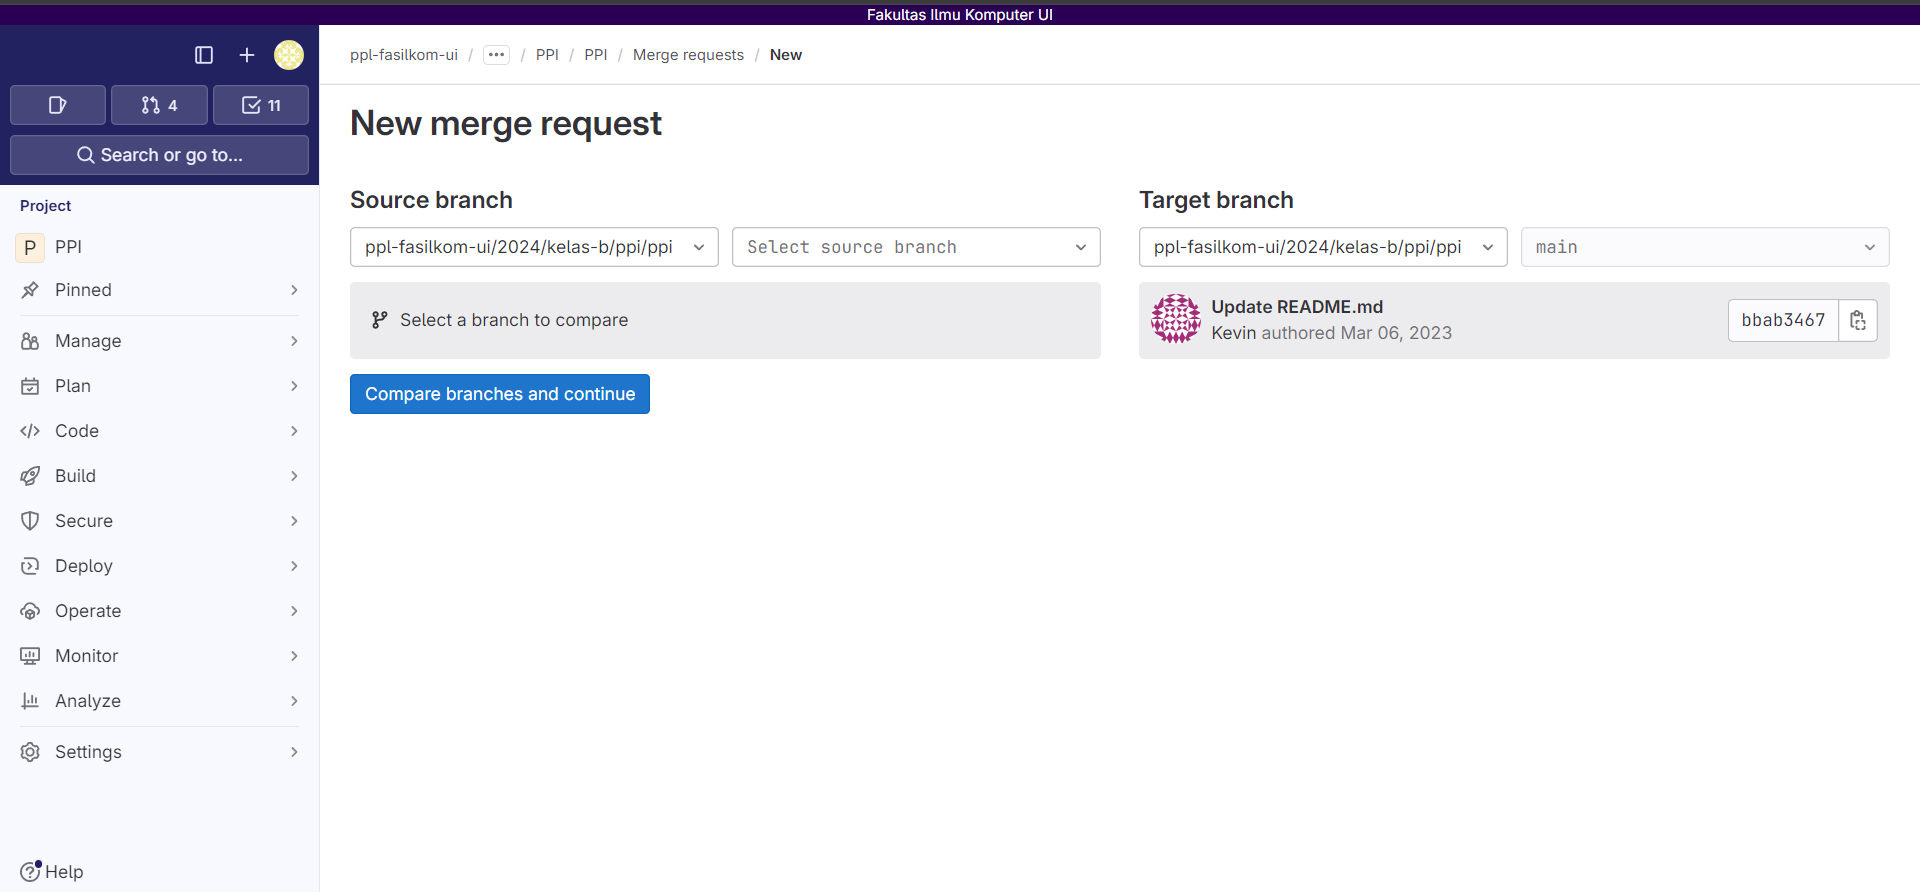 Fakultas Ilmu Komputer UI
4
11
Search or go to...
Project
P PPI
Pinned
Manage
Plan
Code
Build
Secure
Deploy
Operate
Monitor
Analyze
Settings
Help
ppl-fasilkom-ui / ··· / PPI / PPI / Merge requests / New
New merge request
Source branch
ppl-fasilkom-ui/2024/kelas-b/ppi/ppi
Select source branch
Select a branch to compare
Compare branches and continue
Target branch
ppl-fasilkom-ui/2024/kelas-b/ppi/ppi
main
Update README.md
Kevin authored Mar 06, 2023
bbab3467